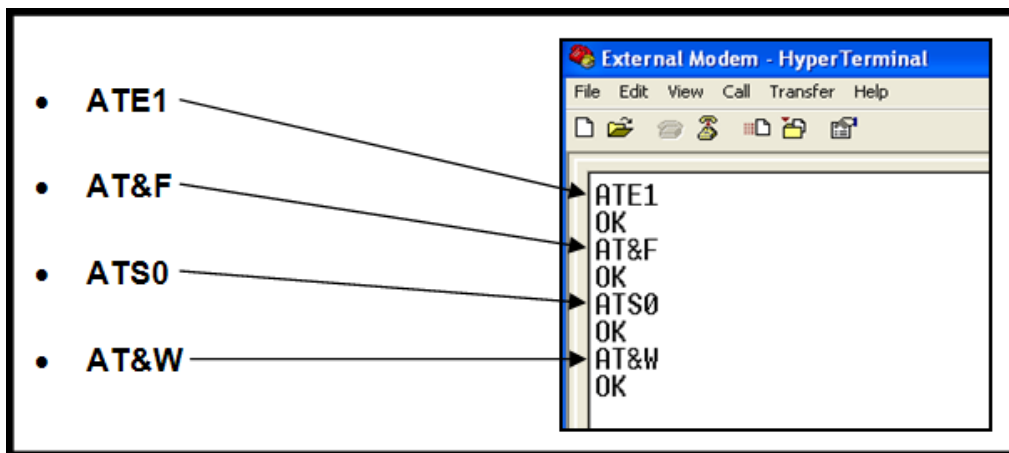 • ATE1
• AT&F
• ATS0
• AT&W
External Modem - HyperTerminal
File Edit View Call Transfer Help
ATE1
OK
AT&F
OK
ATS0
OK
AT&W
OK